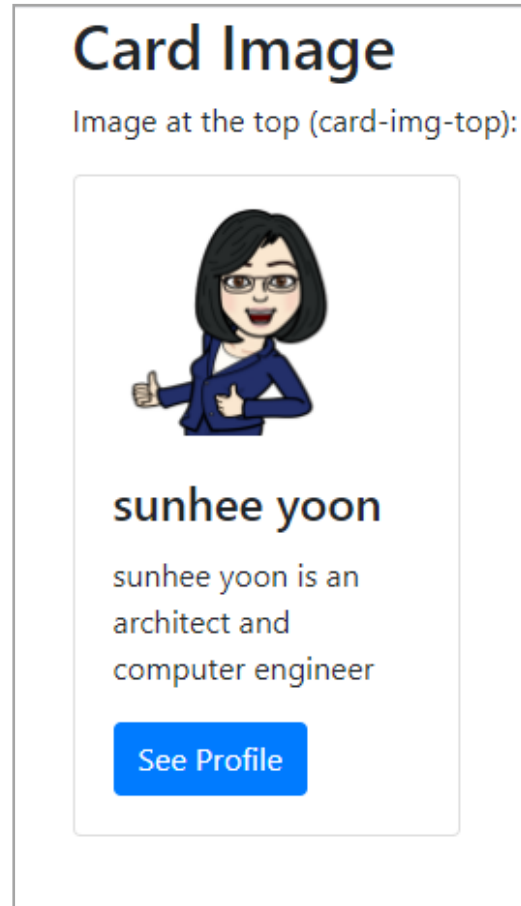 Card Image
Image at the top (card-img-top):
sunhee yoon
sunhee yoon is an
architect and
computer engineer
See Profile